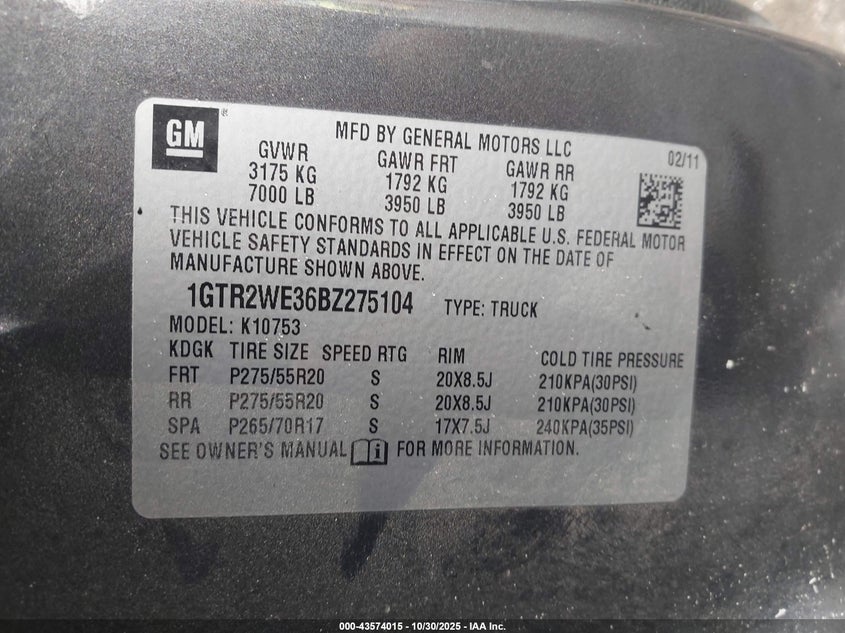 GM®
MFD BY GENERAL MOTORS LLC
02/11
GVWR GAWR FRT GAWR RR
3175 KG 1792 KG 1792 KG
7000 LB 3950 LB 3950 LB
THIS VEHICLE CONFORMS TO ALL APPLICABLE U.S. FEDERAL MOTOR
VEHICLE SAFETY STANDARDS IN EFFECT ON THE DATE OF
MANUFACTURE SHOWN ABOVE.
1GTR2WE36BZ275104 TYPE: TRUCK
MODEL: K10753
KDGK TIRE SIZE SPEED RTG RIM COLD TIRE PRESSURE
FRT P275/55R20 S 20X8.5J 210KPA(30PSI)
RR P275/55R20 S 20X8.5J 210KPA(30PSI)
SPA P265/70R17 S 17X7.5J 240KPA(35PSI)
SEE OWNER'S MANUAL i FOR MORE INFORMATION.
000-43574015 - 10/30/2025 - IAA Inc.